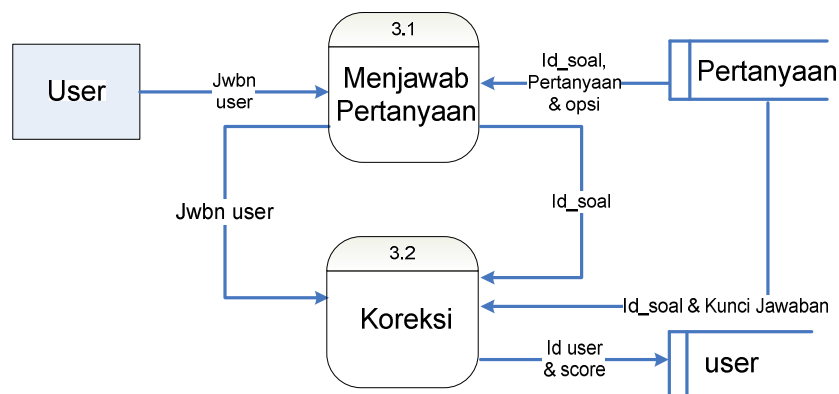 3.1
User
Jwbn
user
Menjawab
Pertanyaan
Id_soal,
Pertanyaan
& opsi
Pertanyaan
Jwbn user
Id_soal
3.2
Koreksi
Id_soal & Kunci Jawaban
Id user
& score
user